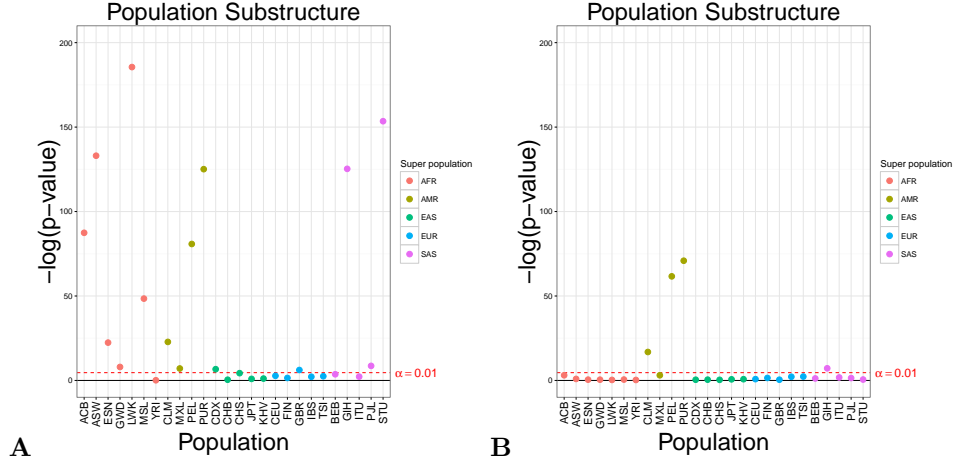 Population Substructure
200
150
100
50
0
−log(p−value)
ACB
ASW
ESN
GWD
LWK
MSL
YRI
CLM
MXL
PEL
PUR
CDX
CHB
CHS
JPT
KHV
CEU
FIN
GBR
IBS
TSI
BEB
GIH
ITU
PJL
STU
Population
α = 0.01
Super population
AFR
AMR
EAS
EUR
SAS
A
Population Substructure
200
150
100
50
0
−log(p−value)
ACB
ASW
ESN
GWD
LWK
MSL
YRI
CLM
MXL
PEL
PUR
CDX
CHB
CHS
JPT
KHV
CEU
FIN
GBR
IBS
TSI
BEB
GIH
ITU
PJL
STU
Population
α = 0.01
Super population
AFR
AMR
EAS
EUR
SAS
B